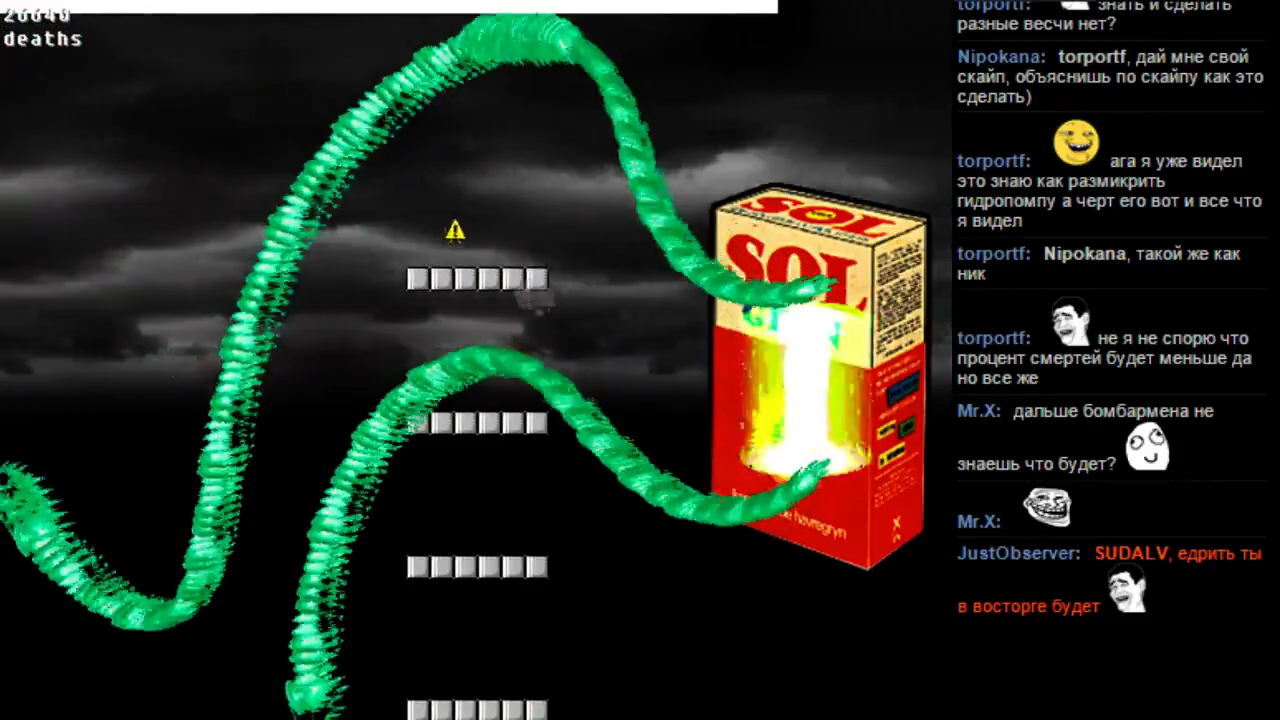 26640
deaths
SOL
SOL
havregryn
torportf: знать и сделать
разные весчи нет?
Nipokana: torportf, дай мне свой
скайп, объяснишь по скайпу как это
сделать)
torportf: ага я уже видел
это знаю как размикрить
гидропомпу а черт его вот и все что
я видел
torportf: Nipokana, такой же как
ник
torportf: не я не спорю что
процент смертей будет меньше да
но все же
Mr.X: дальше бомбармена не
знаешь что будет?
Mr.X:
JustObserver: SUDALV, едрить ты
в восторге будет